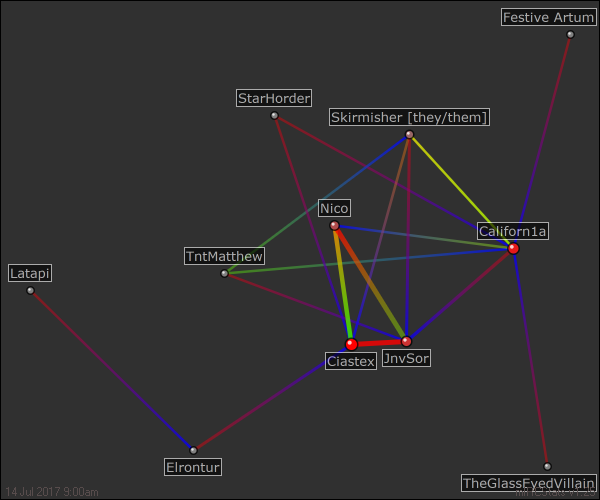 Festive Artum
StarHorder
Skirmisher [they/them]
Nico
Californ1a
TntMatthew
Latapi
Ciastex
JnvSor
Elrontur
TheGlassEyedVillain
14 Jul 2017 9:00am